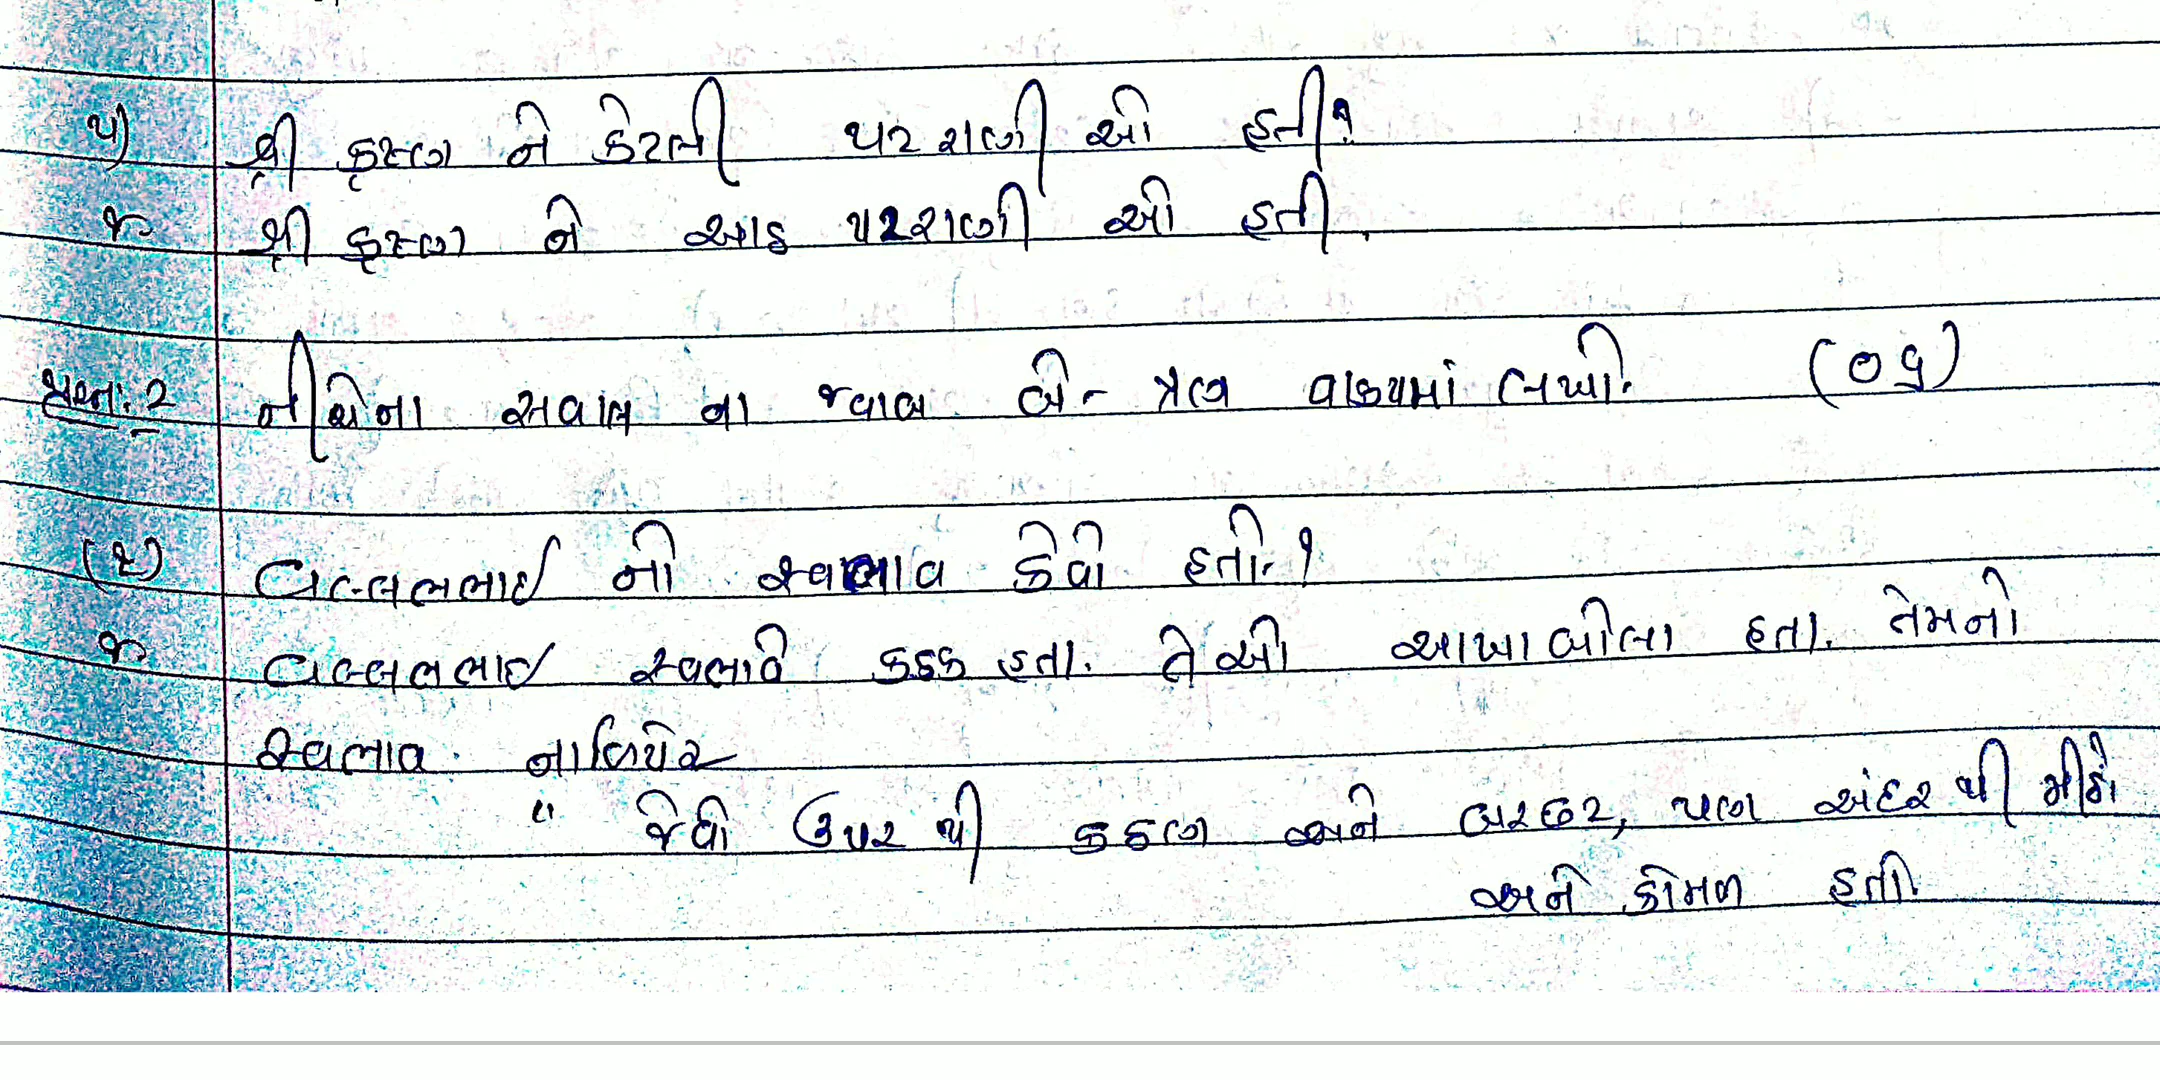 ૫) શ્રી કૃષ્ણ ને કેટલી પટરાણી ઓ હતી?
જ. શ્રી કૃષ્ણ ને આઠ પટરાણી ઓ હતી.
પ્રશ્ન:2 નીચેના સવાલ ના જવાબ બે - ત્રણ વાક્યમાં લખો. (૦૬)
(૧) વલ્લભભાઈ નો સ્વભાવ કેવો હતો.?
જ. વલ્લભભાઈ સ્વભાવે કડક હતા. તે ઓ આખા બોલા હતા. તેમનો
સ્વભાવ નાળિયેર
" જેવો ઉપર થી કઠણ અને બરછટ, પણ અંદર થી મીઠો
અને કોમળ હતો.